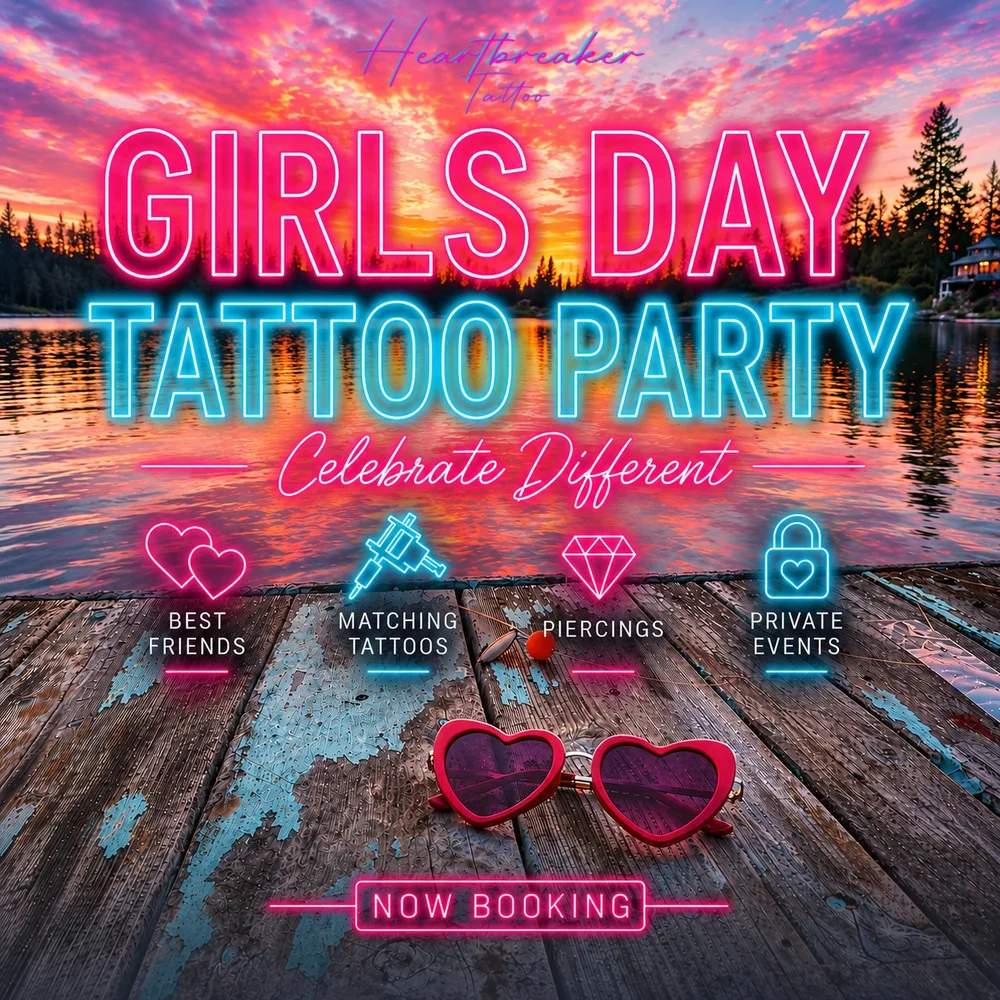 Heartbreaker
Tattoo
GIRLS DAY
TATTOO PARTY
Celebrate Different
BEST
FRIENDS
MATCHING
TATTOOS
PIERCINGS
PRIVATE
EVENTS
NOW BOOKING